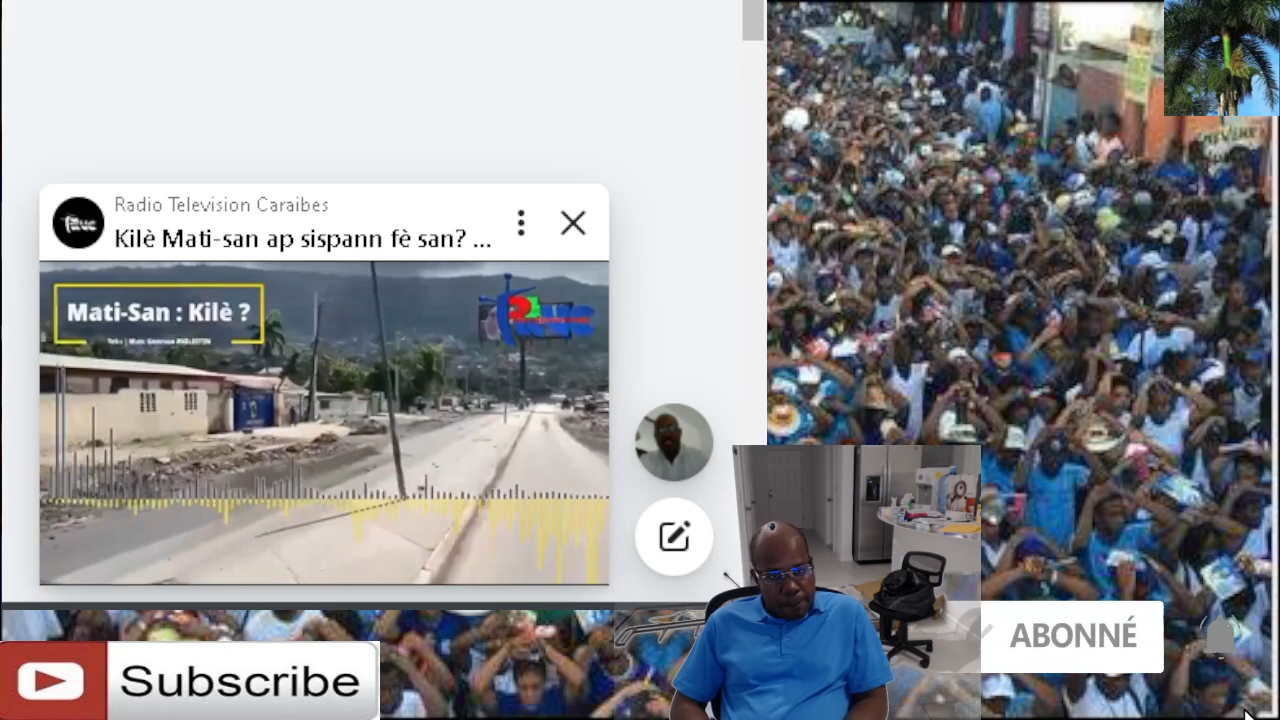 Radio Television Caraibes
Kilè Mati-san ap sispann fè san? ...
Mati-San : Kilè ?
Subscribe
ABONNÉ